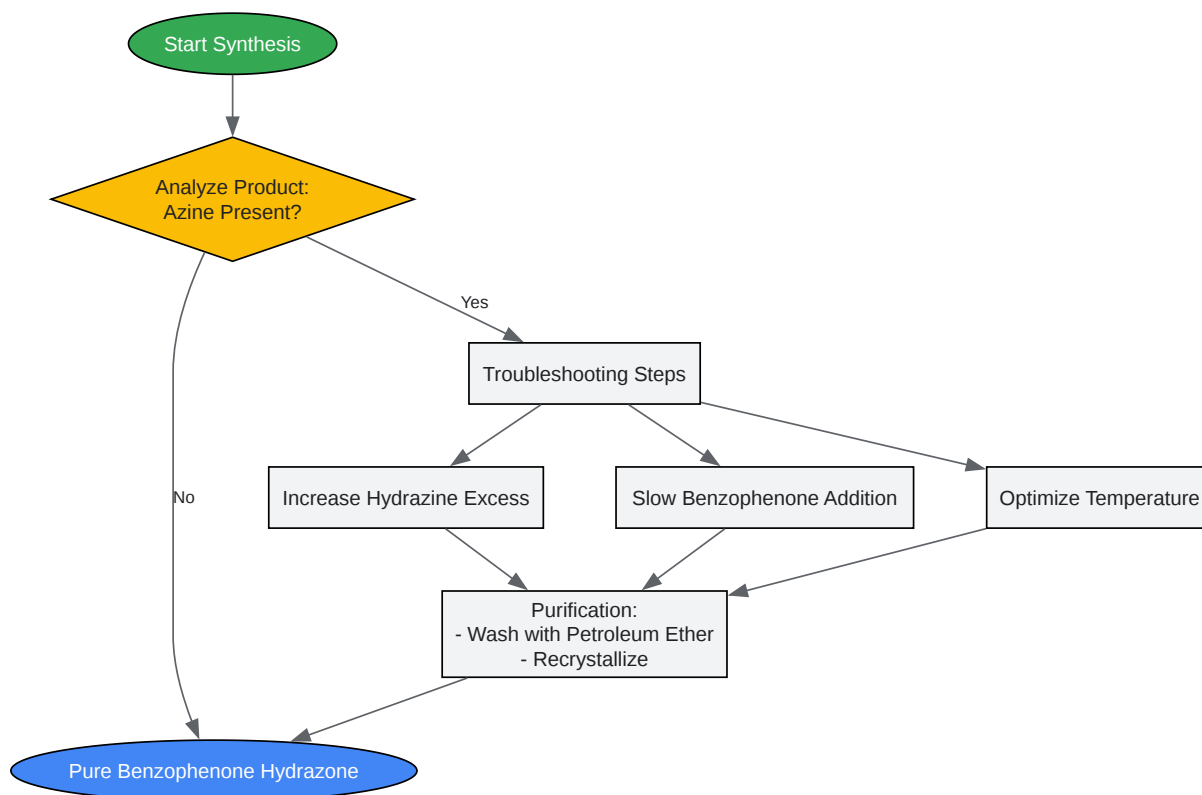 Start Synthesis
Analyze Product:
Azine Present?
Yes
Troubleshooting Steps
No
Increase Hydrazine Excess
Slow Benzophenone Addition
Optimize Temperature
Purification:
- Wash with Petroleum Ether
- Recrystallize
Pure Benzophenone Hydrazone